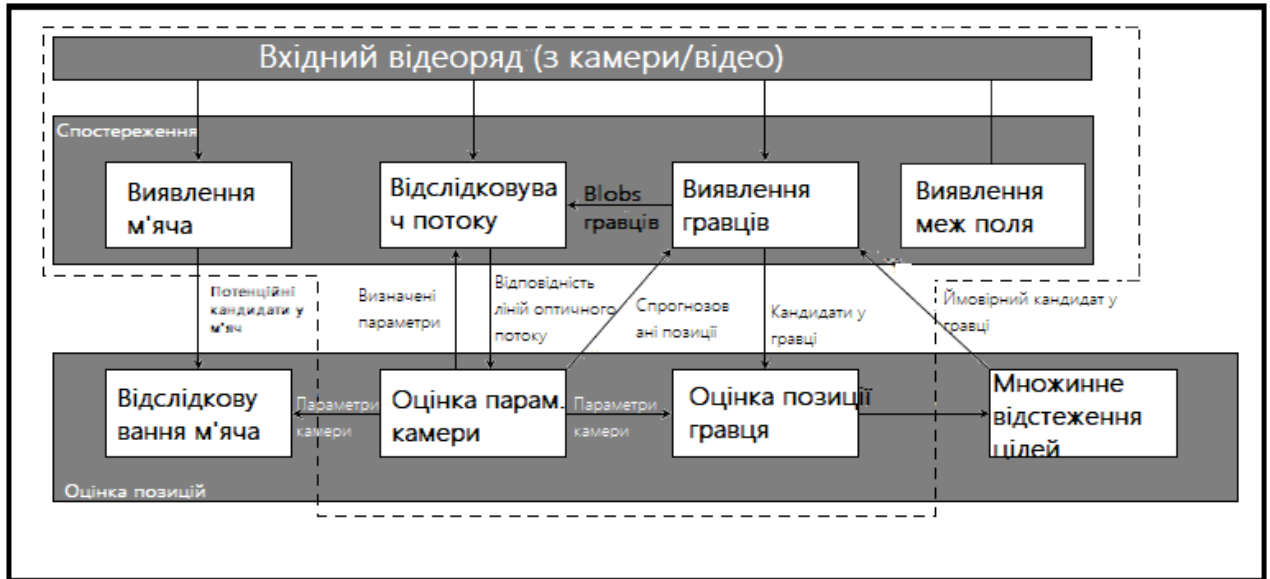 Вхідний відеоряд (з камери/відео)
Спостереження
Виявлення
м'яча
Відслідковува
ч потоку
Blobs
гравців
Виявлення
гравців
Виявлення
меж поля
Потенційні
кандидати у
м'яч
Визначені
параметри
Відповідність
ліній оптичного
потоку
Спрогнозов
ані позиції
Кандидати у
гравці
Ймовірний кандидат у
гравці
Відслідкову
вання м'яча
Параметри
камери
Оцінка парам.
камери
Параметри
камери
Оцінка позиції
гравця
Множинне
відстеження
цілей
Оцінка позицій